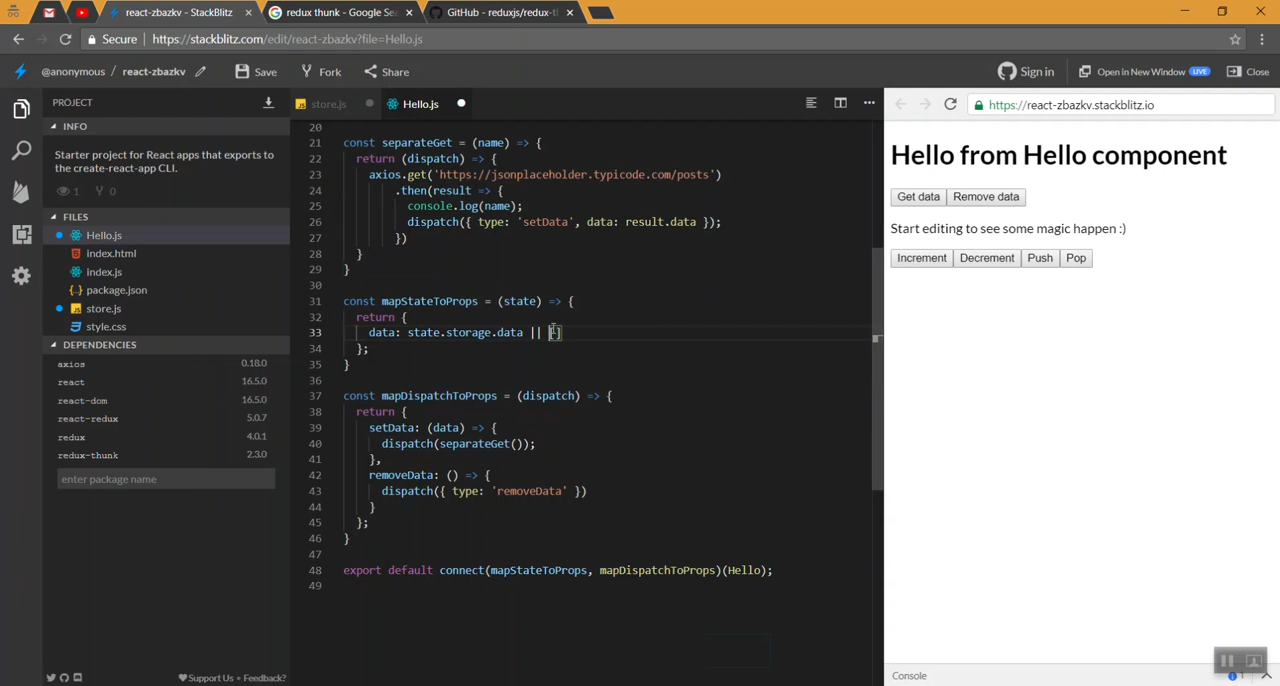 react-zbazkv - StackBlitz
redux thunk - Google Se
GitHub - reduxjs/redux-t
Secure
https://stackblitz.com/edit/react-zbazkv?file=Hello.js
@anonymous / react-zbazkv
Save
Fork
Share
Sign in
Open in New Window LIVE
Close
PROJECT
INFO
Starter project for React apps that exports to
the create-react-app CLI.
1
0
FILES
Hello.js
index.html
index.js
package.json
store.js
style.css
DEPENDENCIES
axios 0.18.0
react 16.5.0
react-dom 16.5.0
react-redux 5.0.7
redux 4.0.1
redux-thunk 2.3.0
enter package name
Support Us
Feedback?
store.js
Hello.js
20
21 const separateGet = (name) => {
22 return (dispatch) => {
23 axios.get('https://jsonplaceholder.typicode.com/posts')
24 .then(result => {
25 console.log(name);
26 dispatch({ type: 'setData', data: result.data });
27 })
28 }
29 }
30
31 const mapStateToProps = (state) => {
32 return {
33 data: state.storage.data || []
34 };
35 }
36
37 const mapDispatchToProps = (dispatch) => {
38 return {
39 setData: (data) => {
40 dispatch(separateGet());
41 },
42 removeData: () => {
43 dispatch({ type: 'removeData' })
44 }
45 };
46 }
47
48 export default connect(mapStateToProps, mapDispatchToProps)(Hello);
49
https://react-zbazkv.stackblitz.io
Hello from Hello component
Get data
Remove data
Start editing to see some magic happen :)
Increment
Decrement
Push
Pop
Console
1